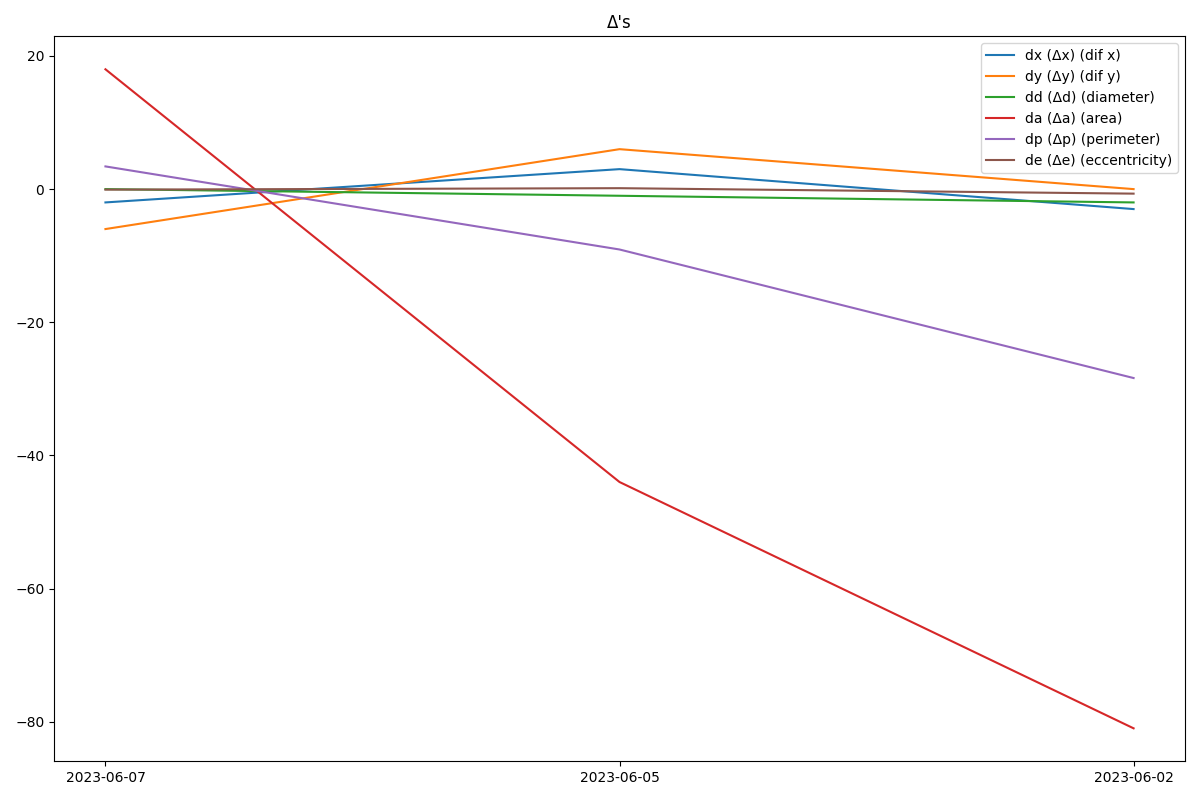 Δ's
dx (Δx) (dif x)
dy (Δy) (dif y)
dd (Δd) (diameter)
da (Δa) (area)
dp (Δp) (perimeter)
de (Δe) (eccentricity)
20
0
−20
−40
−60
−80
2023-06-07 2023-06-05 2023-06-02